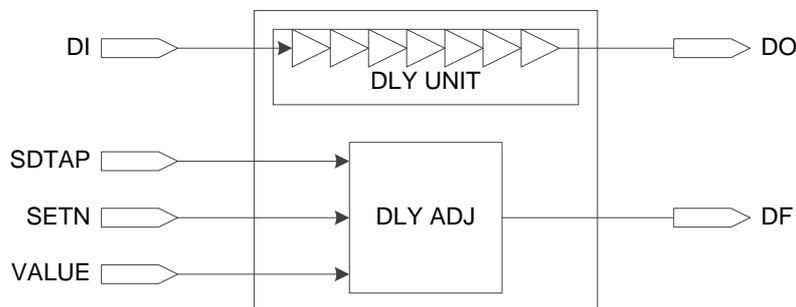 DI
DO
DLY UNIT
SDTAP
SETN
DLY ADJ
DF
VALUE